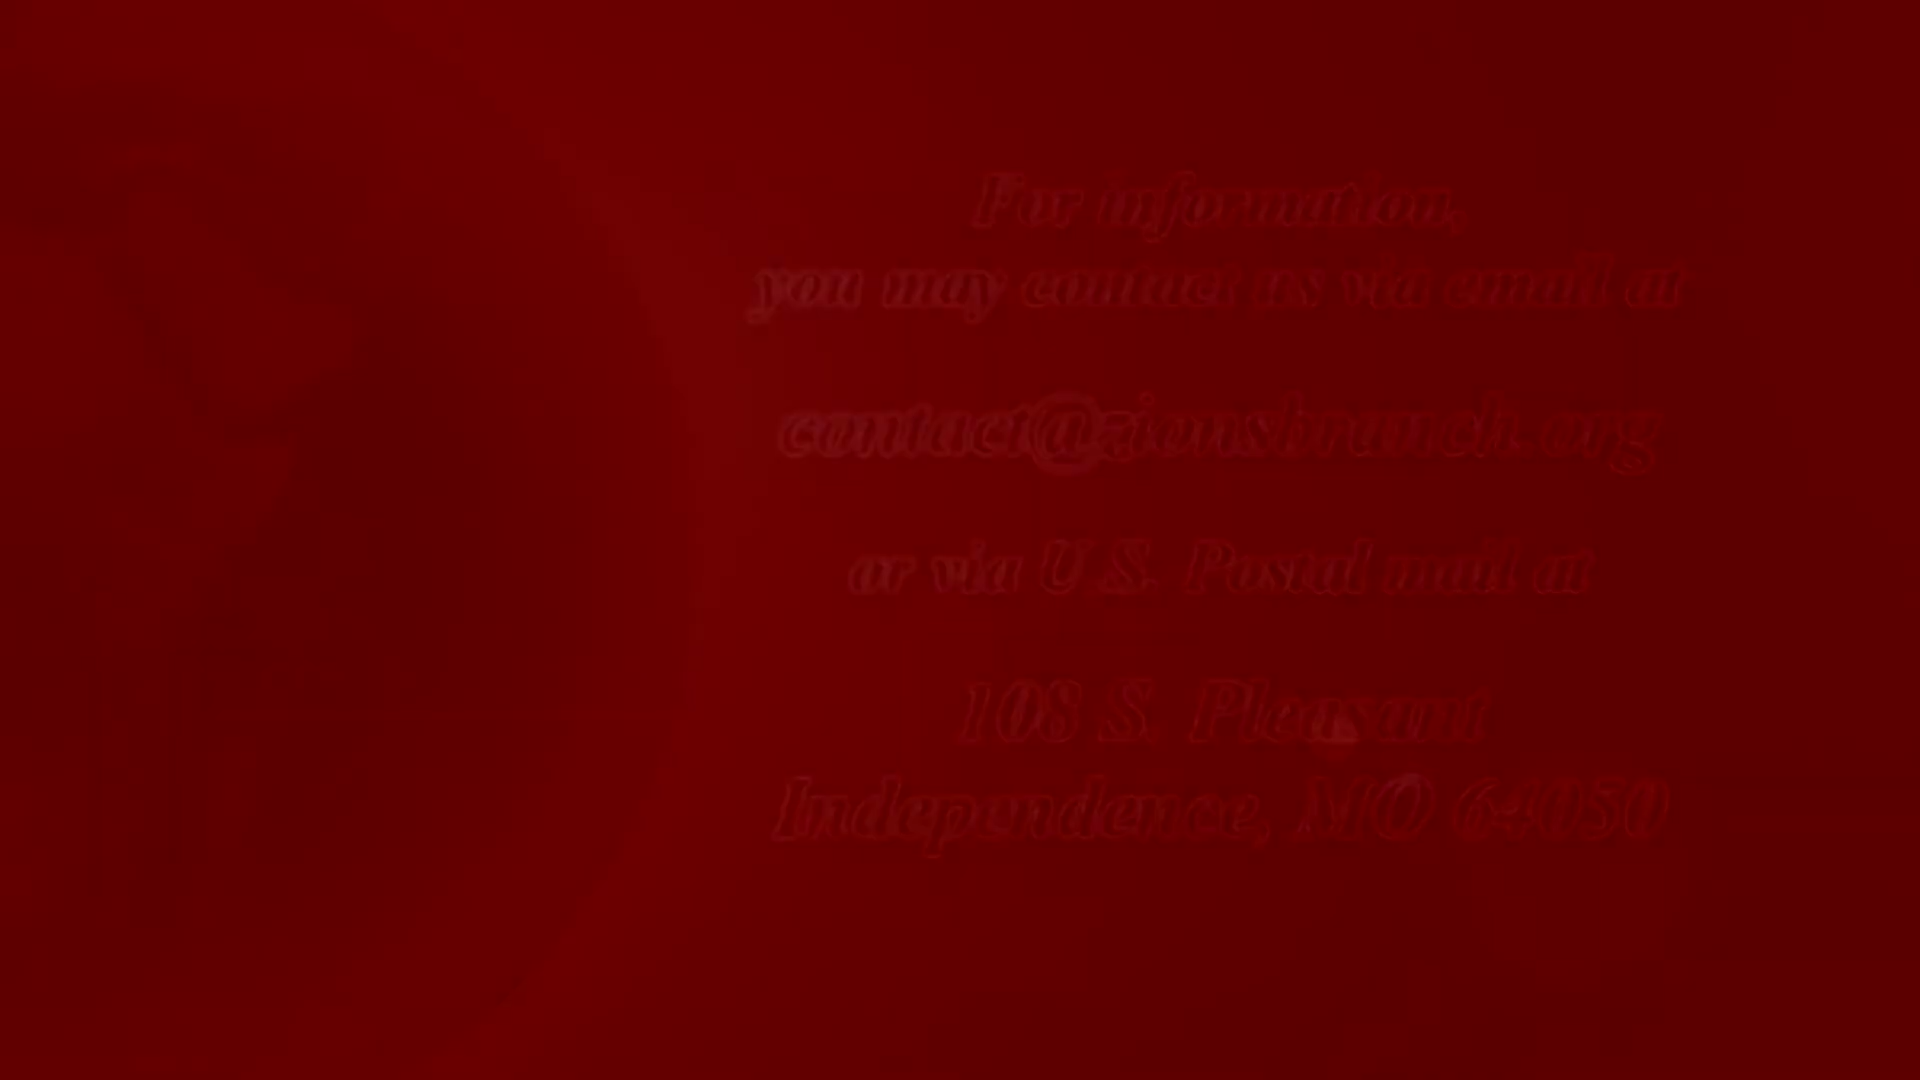 For information,
you may contact us via email at
contact@zionsbranch.org
or via U.S. Postal mail at
108 S. Pleasant
Independence, MO 64050